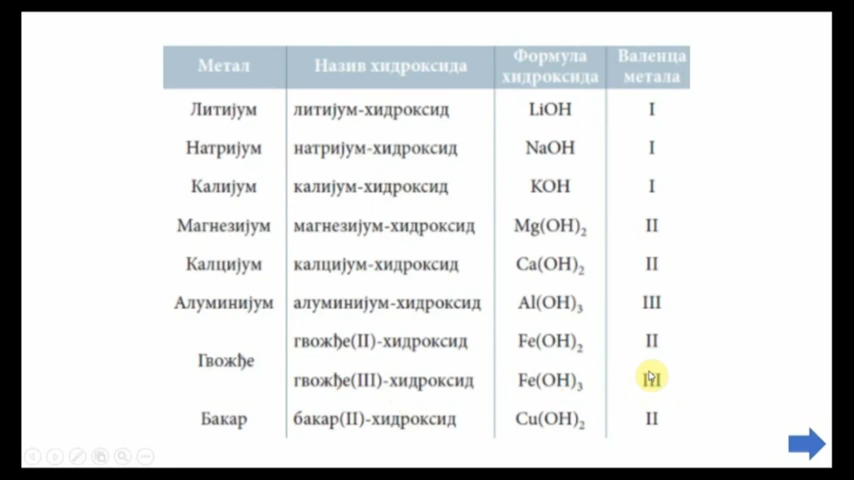 Метал Назив хидроксида Формула хидроксида Валенца метала
Литијум литијум-хидроксид LiOH I
Натријум натријум-хидроксид NaOH I
Калијум калијум-хидроксид KOH I
Магнезијум магнезијум-хидроксид Mg(OH)₂ II
Калцијум калцијум-хидроксид Ca(OH)₂ II
Алуминијум алуминијум-хидроксид Al(OH)₃ III
Гвожђе гвожђе(II)-хидроксид Fe(OH)₂ II
гвожђе(III)-хидроксид Fe(OH)₃ III
Бакар бакар(II)-хидроксид Cu(OH)₂ II